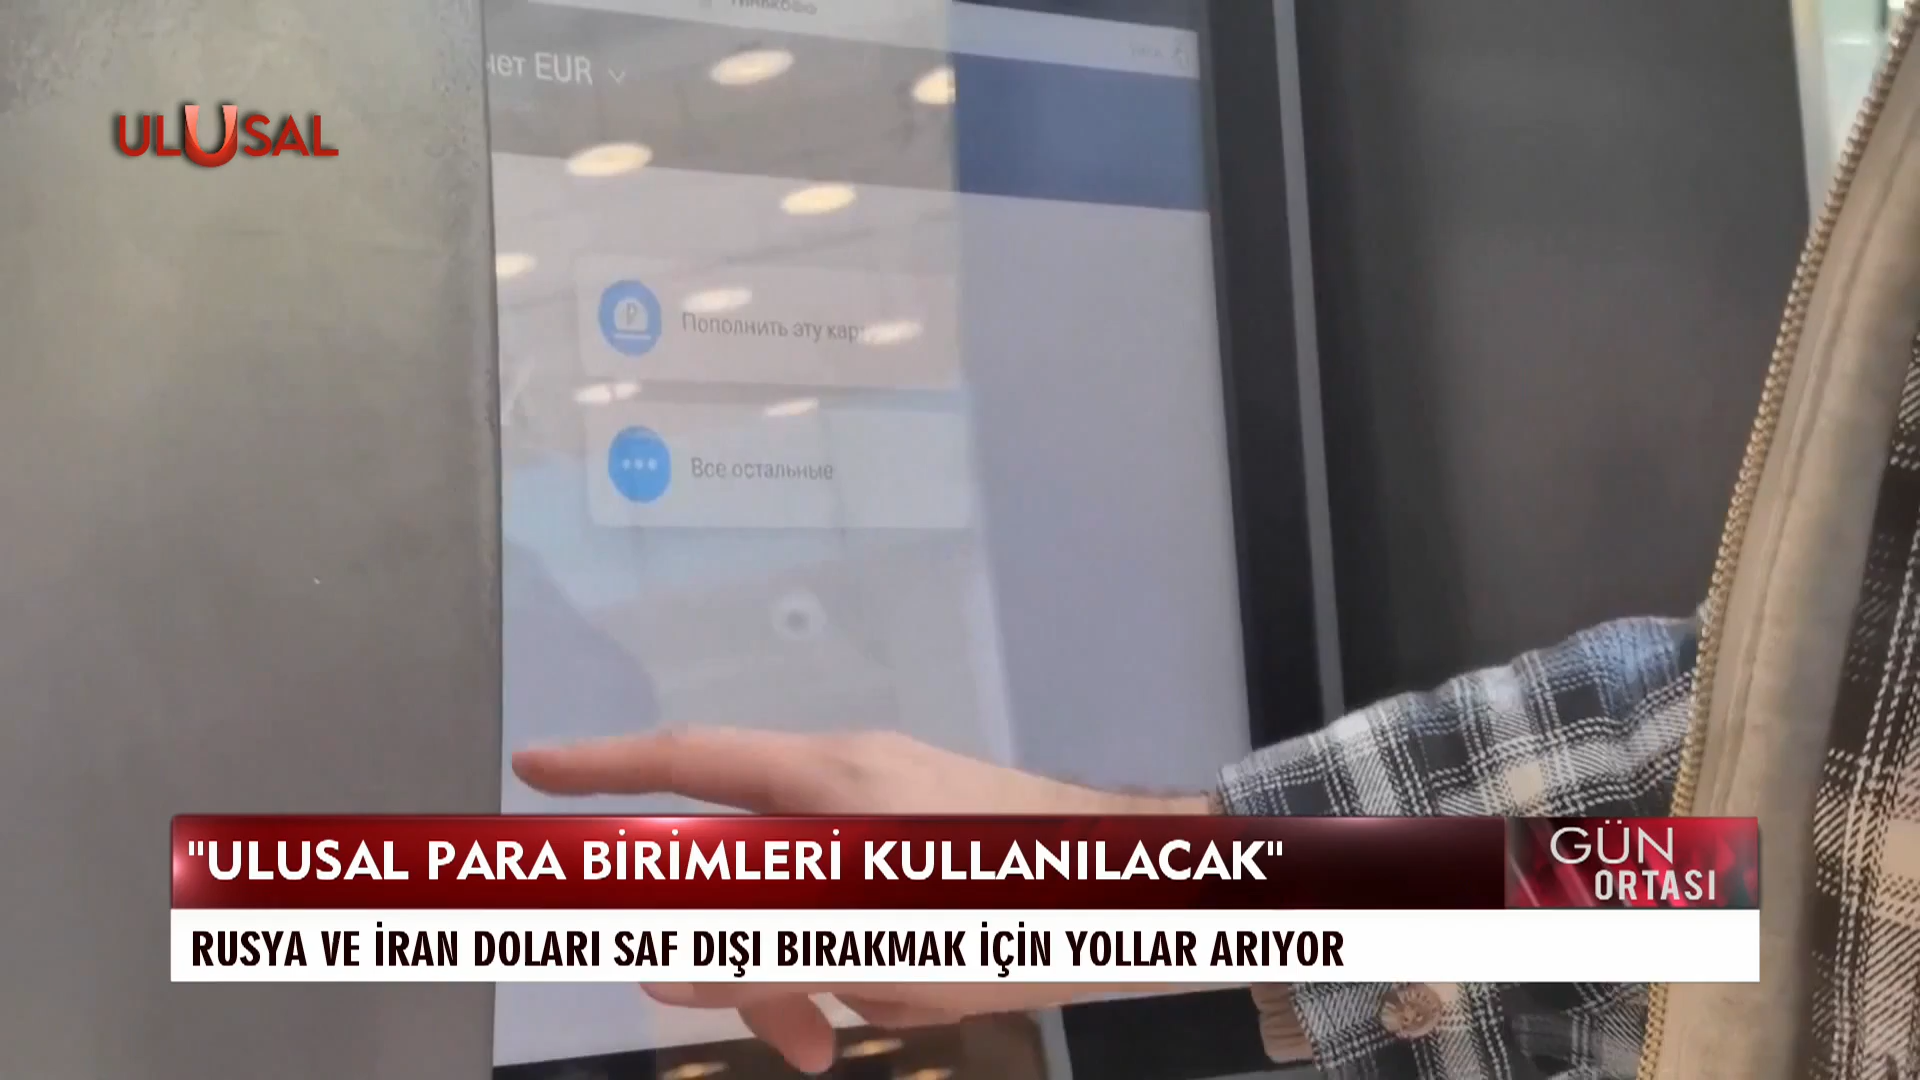 чет EUR
ULUSAL
Пополнить эту кар
Все остальные
"ULUSAL PARA BİRİMLERİ KULLANILACAK"
GÜN
ORTASI
RUSYA VE İRAN DOLARI SAF DIŞI BIRAKMAK İÇİN YOLLAR ARIYOR